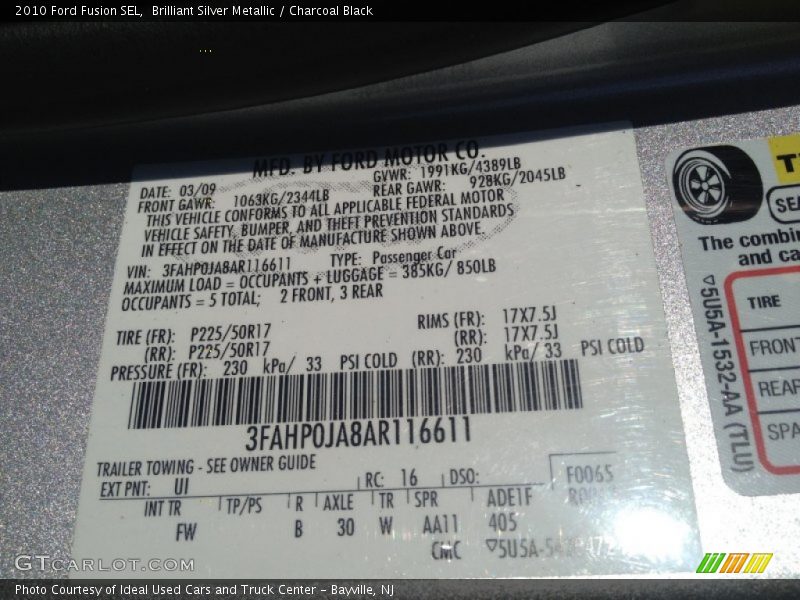 2010 Ford Fusion SEL, Brilliant Silver Metallic / Charcoal Black
MFD. BY FORD MOTOR CO.
DATE: 03/09 GVWR: 1991KG/4389LB
FRONT GAWR: 1063KG/2344LB REAR GAWR: 928KG/2045LB
THIS VEHICLE CONFORMS TO ALL APPLICABLE FEDERAL MOTOR
VEHICLE SAFETY, BUMPER, AND THEFT PREVENTION STANDARDS
IN EFFECT ON THE DATE OF MANUFACTURE SHOWN ABOVE.
VIN: 3FAHP0JA8AR116611 TYPE: Passenger Car
MAXIMUM LOAD = OCCUPANTS + LUGGAGE = 385KG/ 850LB
OCCUPANTS = 5 TOTAL; 2 FRONT, 3 REAR
TIRE (FR): P225/50R17 RIMS (FR): 17X7.5J
(RR): P225/50R17 (RR): 17X7.5J
PRESSURE (FR): 230 kPa/ 33 PSI COLD (RR): 230 kPa/ 33 PSI COLD
3FAHP0JA8AR116611
TRAILER TOWING - SEE OWNER GUIDE
EXT PNT: UI RC: 16 DSO: F0065
INT TR TP/PS R AXLE TR SPR ADE1F
FW B 30 W AA11 405
CMC
The combin
and ca
TIRE
FRONT
REAR
SPA
5U5A-1532-AA (TLU)
GTCARLOT.COM
Photo Courtesy of Ideal Used Cars and Truck Center - Bayville, NJ